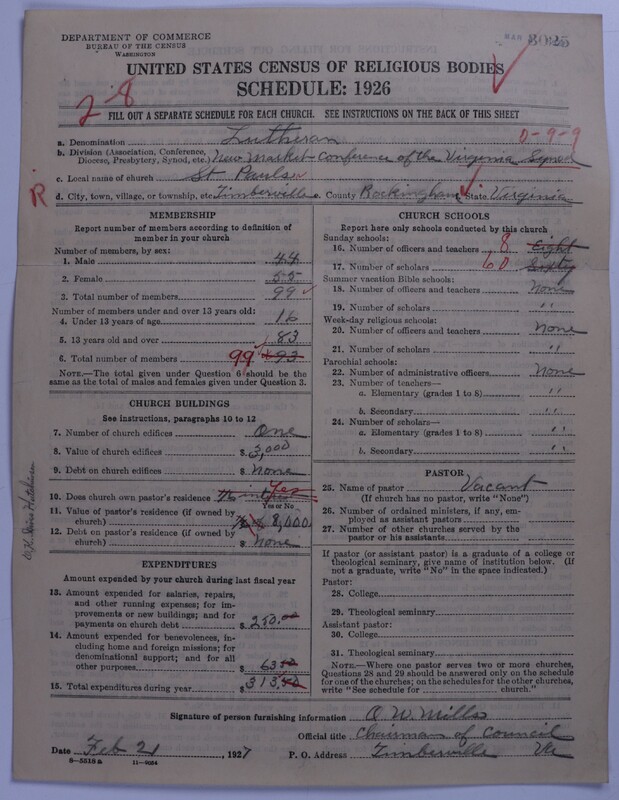 DEPARTMENT OF COMMERCE
BUREAU OF THE CENSUS
WASHINGTON
MAR 8025
UNITED STATES CENSUS OF RELIGIOUS BODIES
SCHEDULE: 1926
2-8
FILL OUT A SEPARATE SCHEDULE FOR EACH CHURCH. SEE INSTRUCTIONS ON THE BACK OF THIS SHEET
a. Denomination Lutheran 0-9-9
b. Division (Association, Conference, Diocese, Presbytery, Synod, etc.) New Market Conference of the Virginia Synod
c. Local name of church St Pauls
R
d. City, town, village, or township, etc. Timberville e. County Rockingham State Virginia
MEMBERSHIP
Report number of members according to definition of member in your church
Number of members, by sex:
1. Male 44
2. Female 55
3. Total number of members 99
Number of members under and over 13 years old:
4. Under 13 years of age 16
5. 13 years old and over 83
6. Total number of members 99
NOTE.—The total given under Question 6 should be the same as the total of males and females given under Question 3.
CHURCH BUILDINGS
See instructions, paragraphs 10 to 12
7. Number of church edifices One
8. Value of church edifices $ 3,000
9. Debt on church edifices $ None
10. Does church own pastor's residence Yes
Yes or No
11. Value of pastor's residence (if owned by church) 8,000
12. Debt on pastor's residence (if owned by church) $ None
EXPENDITURES
Amount expended by your church during last fiscal year
13. Amount expended for salaries, repairs, and other running expenses; for improvements or new buildings; and for payments on church debt $ 250.00
14. Amount expended for benevolences, including home and foreign missions; for denominational support; and for all other purposes $ 63
15. Total expenditures during year $ 313
CHURCH SCHOOLS
Report here only schools conducted by this church
Sunday schools:
16. Number of officers and teachers 8 Eight
17. Number of scholars 60 Sixty
Summer vacation Bible schools:
18. Number of officers and teachers None
19. Number of scholars "
Week-day religious schools:
20. Number of officers and teachers None
21. Number of scholars "
Parochial schools:
22. Number of administrative officers None
23. Number of teachers—
a. Elementary (grades 1 to 8) "
b. Secondary "
24. Number of scholars—
a. Elementary (grades 1 to 8) "
b. Secondary "
PASTOR
25. Name of pastor Vacant
(If church has no pastor, write "None")
26. Number of ordained ministers, if any, employed as assistant pastors
27. Number of other churches served by the pastor or his assistants
If pastor (or assistant pastor) is a graduate of a college or theological seminary, give name of institution below. (If not a graduate, write "No" in the space indicated.)
Pastor:
28. College
29. Theological seminary
Assistant pastor:
30. College
31. Theological seminary
NOTE.—Where one pastor serves two or more churches, Questions 28 and 29 should be answered only on the schedule for one of the churches; on the schedules for the other churches, write "See schedule for church."
Signature of person furnishing information O. W. Mills
Official title Chairman of Council
Date Feb 21, 1927 P. O. Address Timberville Va
8-5518a 11-9054